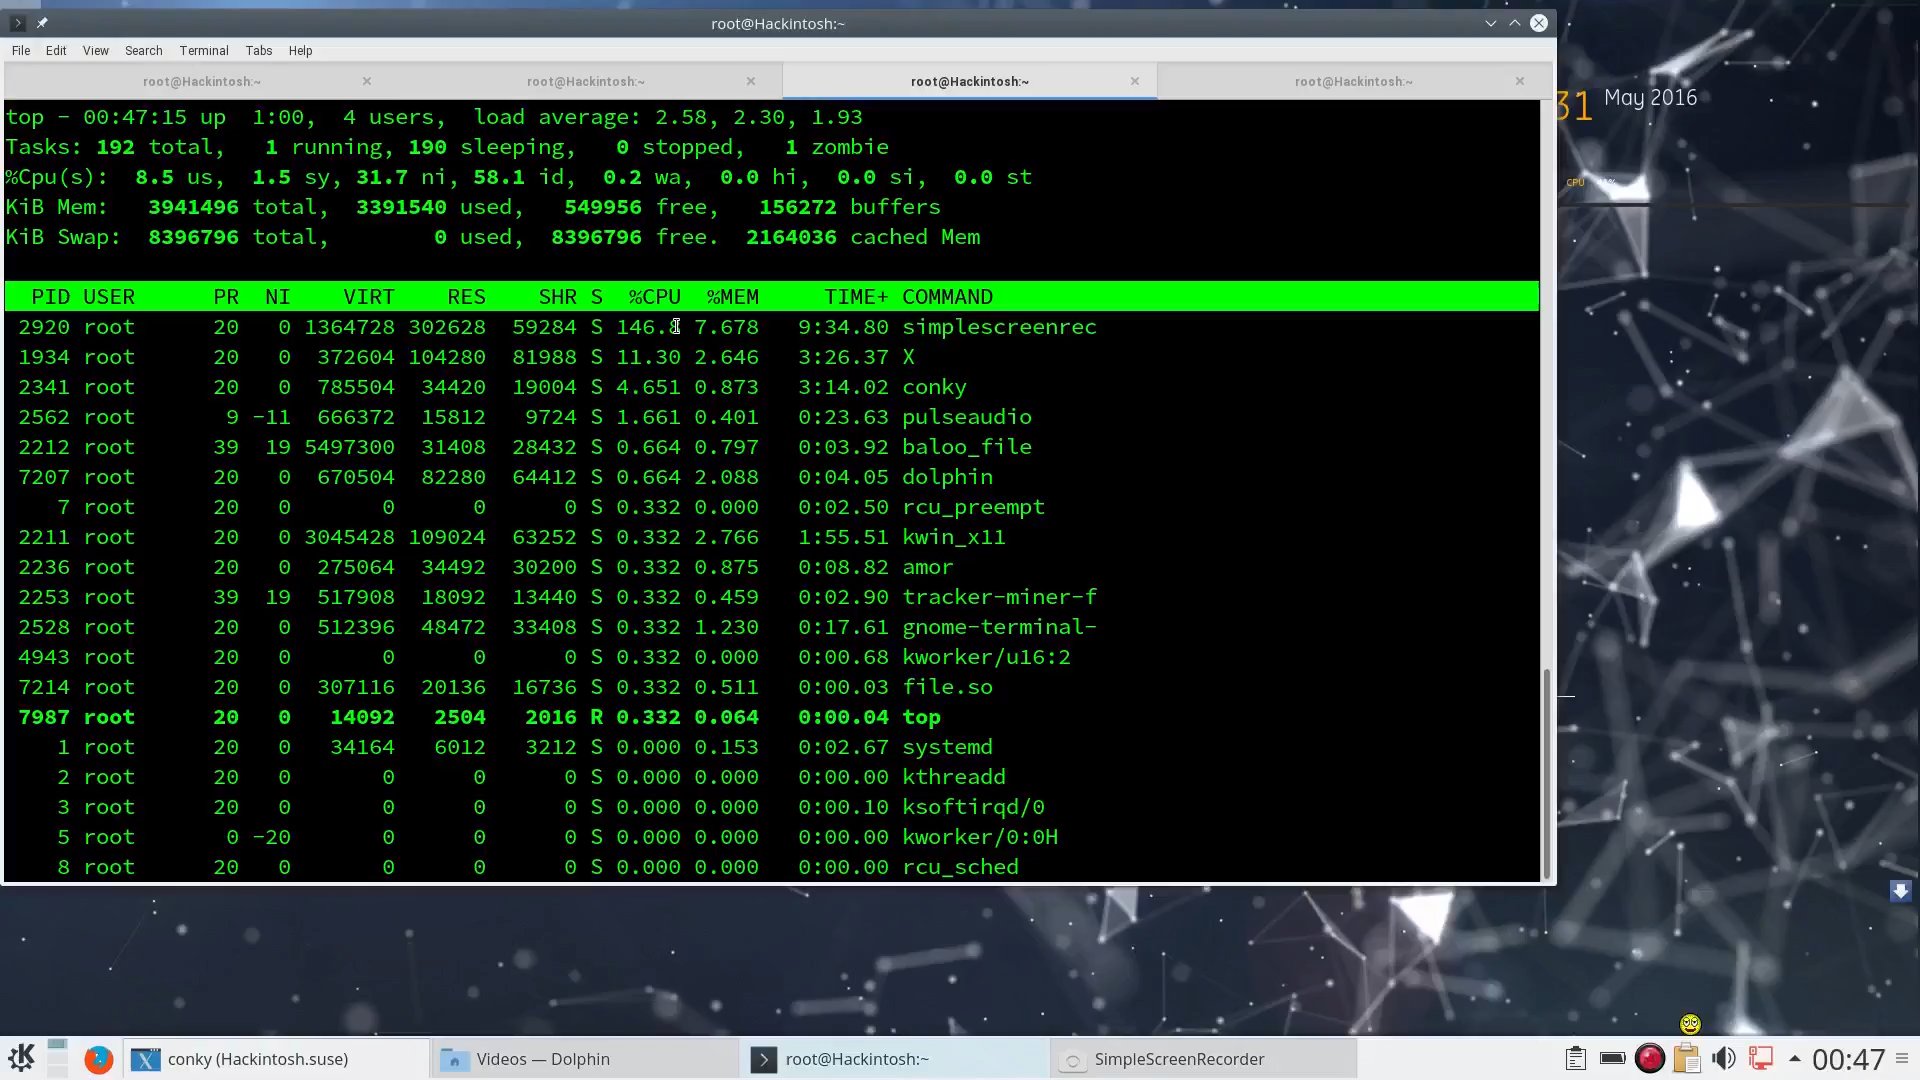 root@Hackintosh:~
File Edit View Search Terminal Tabs Help
root@Hackintosh:~ root@Hackintosh:~ root@Hackintosh:~ root@Hackintosh:~
top - 00:47:15 up  1:00,  4 users,  load average: 2.58, 2.30, 1.93
Tasks: 192 total,   1 running, 190 sleeping,   0 stopped,   1 zombie
%Cpu(s):  8.5 us,  1.5 sy, 31.7 ni, 58.1 id,  0.2 wa,  0.0 hi,  0.0 si,  0.0 st
KiB Mem:   3941496 total,  3391540 used,   549956 free,   156272 buffers
KiB Swap:  8396796 total,        0 used,  8396796 free.  2164036 cached Mem
PID USER PR NI VIRT RES SHR S %CPU %MEM TIME+ COMMAND
2920 root 20 0 1364728 302628 59284 S 146.8 7.678 9:34.80 simplescreenrec
1934 root 20 0 372604 104280 81988 S 11.30 2.646 3:26.37 X
2341 root 20 0 785504 34420 19004 S 4.651 0.873 3:14.02 conky
2562 root 9 -11 666372 15812 9724 S 1.661 0.401 0:23.63 pulseaudio
2212 root 39 19 5497300 31408 28432 S 0.664 0.797 0:03.92 baloo_file
7207 root 20 0 670504 82280 64412 S 0.664 2.088 0:04.05 dolphin
7 root 20 0 0 0 0 S 0.332 0.000 0:02.50 rcu_preempt
2211 root 20 0 3045428 109024 63252 S 0.332 2.766 1:55.51 kwin_x11
2236 root 20 0 275064 34492 30200 S 0.332 0.875 0:08.82 amor
2253 root 39 19 517908 18092 13440 S 0.332 0.459 0:02.90 tracker-miner-f
2528 root 20 0 512396 48472 33408 S 0.332 1.230 0:17.61 gnome-terminal-
4943 root 20 0 0 0 0 S 0.332 0.000 0:00.68 kworker/u16:2
7214 root 20 0 307116 20136 16736 S 0.332 0.511 0:00.03 file.so
7987 root 20 0 14092 2504 2016 R 0.332 0.064 0:00.04 top
1 root 20 0 34164 6012 3212 S 0.000 0.153 0:02.67 systemd
2 root 20 0 0 0 0 S 0.000 0.000 0:00.00 kthreadd
3 root 20 0 0 0 0 S 0.000 0.000 0:00.10 ksoftirqd/0
5 root 0 -20 0 0 0 S 0.000 0.000 0:00.00 kworker/0:0H
8 root 20 0 0 0 0 S 0.000 0.000 0:00.00 rcu_sched
31 May 2016
CPU
conky (Hackintosh.suse) Videos — Dolphin root@Hackintosh:~ SimpleScreenRecorder 00:47